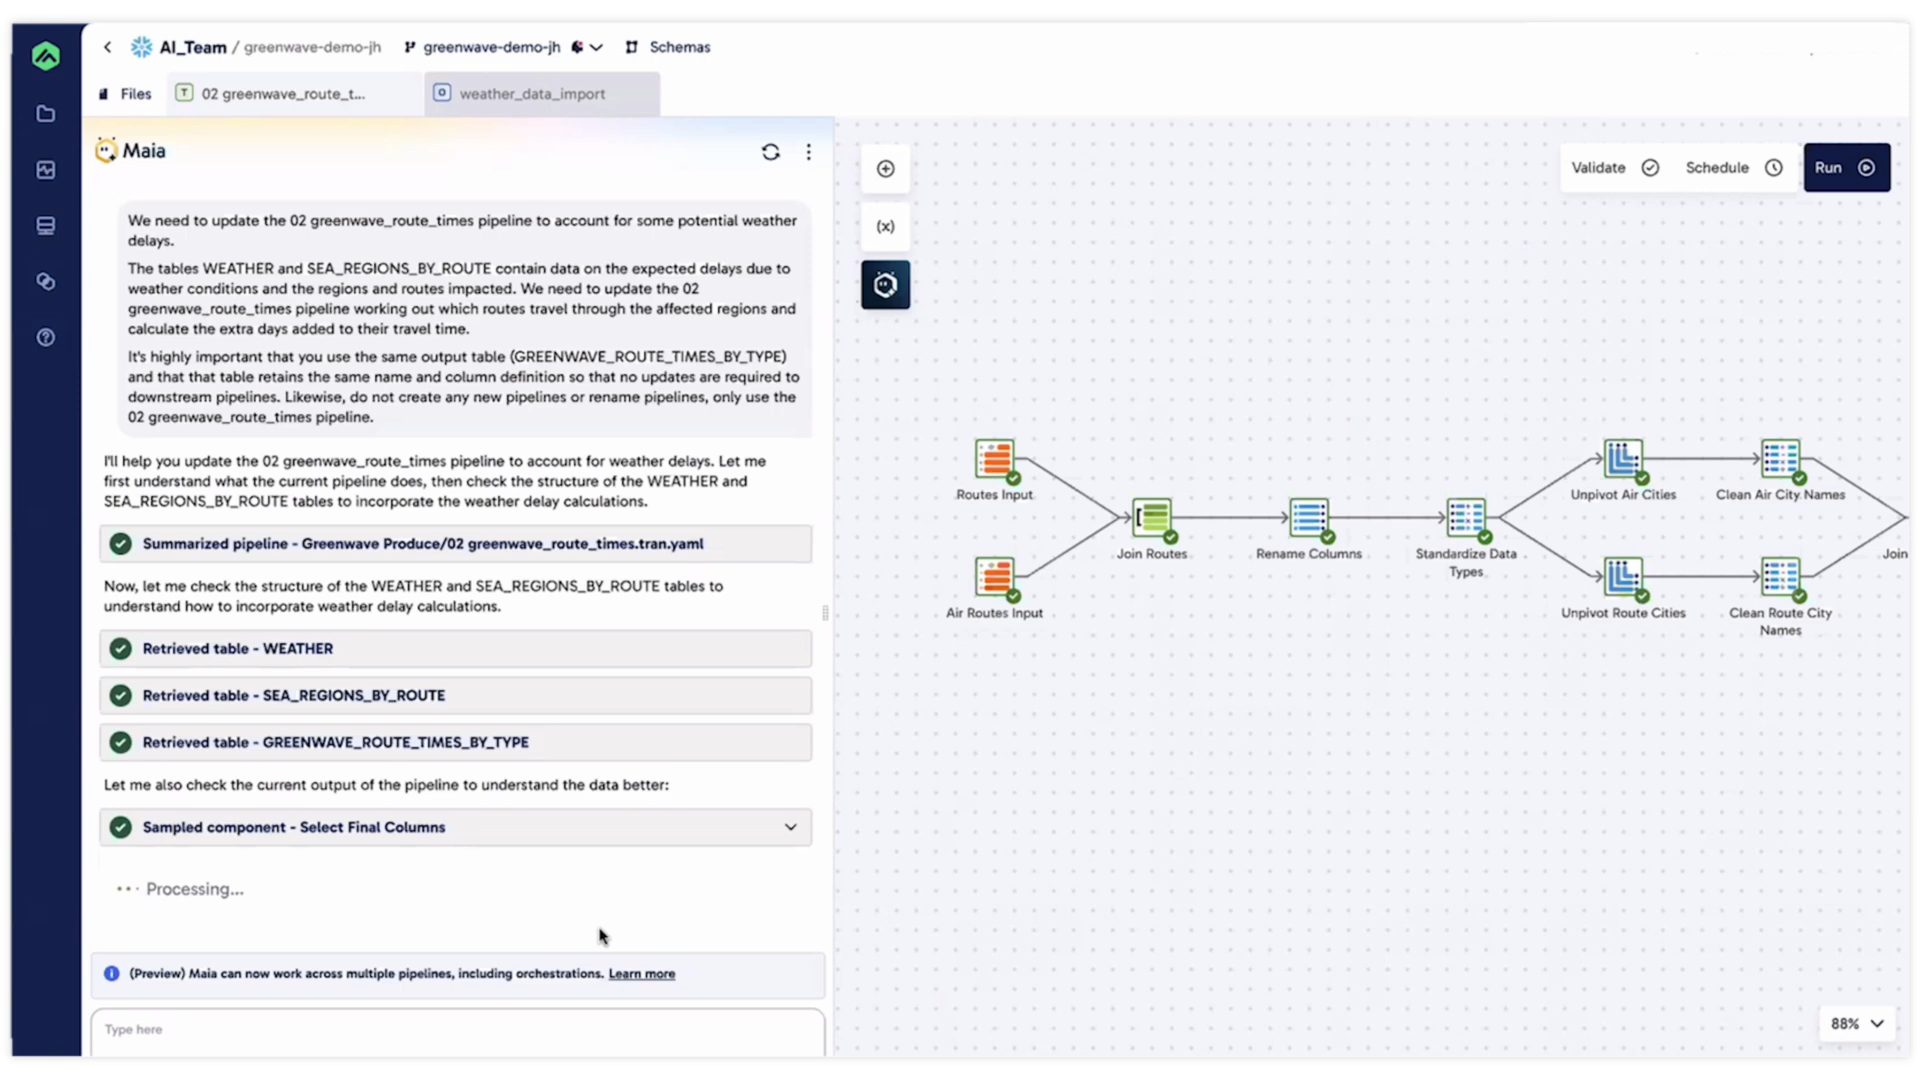 AI_Team / greenwave-demo-jh greenwave-demo-jh Schemas
Files T 02 greenwave_route_t... O weather_data_import
Maia
Validate Schedule Run
We need to update the 02 greenwave_route_times pipeline to account for some potential weather
delays.
The tables WEATHER and SEA_REGIONS_BY_ROUTE contain data on the expected delays due to
weather conditions and the regions and routes impacted. We need to update the 02
greenwave_route_times pipeline working out which routes travel through the affected regions and
calculate the extra days added to their travel time.
It's highly important that you use the same output table (GREENWAVE_ROUTE_TIMES_BY_TYPE)
and that that table retains the same name and column definition so that no updates are required to
downstream pipelines. Likewise, do not create any new pipelines or rename pipelines, only use the
02 greenwave_route_times pipeline.
I'll help you update the 02 greenwave_route_times pipeline to account for weather delays. Let me
first understand what the current pipeline does, then check the structure of the WEATHER and
SEA_REGIONS_BY_ROUTE tables to incorporate the weather delay calculations.
Summarized pipeline - Greenwave Produce/02 greenwave_route_times.tran.yaml
Now, let me check the structure of the WEATHER and SEA_REGIONS_BY_ROUTE tables to
understand how to incorporate weather delay calculations.
Retrieved table - WEATHER
Retrieved table - SEA_REGIONS_BY_ROUTE
Retrieved table - GREENWAVE_ROUTE_TIMES_BY_TYPE
Let me also check the current output of the pipeline to understand the data better:
Sampled component - Select Final Columns
Processing...
(Preview) Maia can now work across multiple pipelines, including orchestrations. Learn more
Type here
(x)
Routes Input
Air Routes Input
Join Routes
Rename Columns
Standardize Data
Types
Unpivot Air Cities
Clean Air City Names
Unpivot Route Cities
Clean Route City
Names
Join
88%